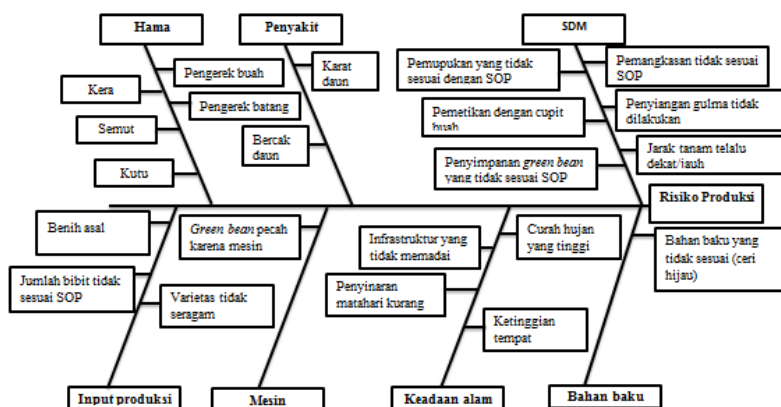 Hama
Penyakit
SDM
Pengerek buah
Kera
Pengerek batang
Semut
Kutu
Karat
daun
Bercak
daun
Pemupukan yang tidak
sesuai dengan SOP
Pemetikan dengan cupit
buah
Penyimpanan green bean
yang tidak sesuai SOP
Pemangkasan tidak sesuai
SOP
Penyiangan gulma tidak
dilakukan
Jarak tanam telalu
dekat/jauh
Risiko Produksi
Benih asal
Jumlah bibit tidak
sesuai SOP
Varietas tidak
seragam
Green bean pecah
karena mesin
Infrastruktur yang
tidak memadai
Penyinaran
matahari kurang
Curah hujan
yang tinggi
Ketinggian
tempat
Bahan baku yang
tidak sesuai (ceri
hijau)
Input produksi
Mesin
Keadaan alam
Bahan baku